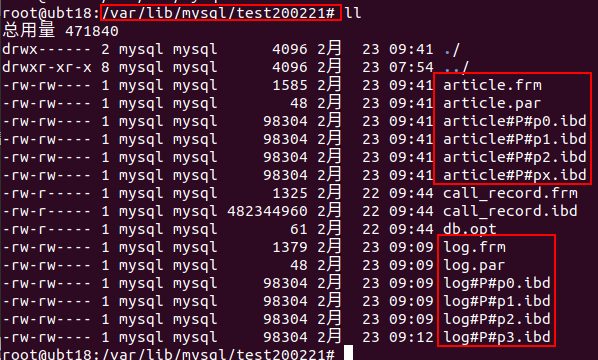 root@ubt18:/var/lib/mysql/test200221# ll
总用量 471840
drwx------ 2 mysql mysql 4096 2月 23 09:41 ./
drwxr-xr-x 8 mysql mysql 4096 2月 23 07:54 ../
-rw-rw---- 1 mysql mysql 1585 2月 23 09:41 article.frm
-rw-rw---- 1 mysql mysql 48 2月 23 09:41 article.par
-rw-rw---- 1 mysql mysql 98304 2月 23 09:41 article#P#p0.ibd
-rw-rw---- 1 mysql mysql 98304 2月 23 09:41 article#P#p1.ibd
-rw-rw---- 1 mysql mysql 98304 2月 23 09:41 article#P#p2.ibd
-rw-rw---- 1 mysql mysql 98304 2月 23 09:41 article#P#px.ibd
-rw-r----- 1 mysql mysql 1325 2月 22 09:44 call_record.frm
-rw-r----- 1 mysql mysql 482344960 2月 22 09:44 call_record.ibd
-rw-r----- 1 mysql mysql 61 2月 22 09:44 db.opt
-rw-rw---- 1 mysql mysql 1379 2月 23 09:09 log.frm
-rw-rw---- 1 mysql mysql 48 2月 23 09:09 log.par
-rw-rw---- 1 mysql mysql 98304 2月 23 09:09 log#P#p0.ibd
-rw-rw---- 1 mysql mysql 98304 2月 23 09:09 log#P#p1.ibd
-rw-rw---- 1 mysql mysql 98304 2月 23 09:09 log#P#p2.ibd
-rw-rw---- 1 mysql mysql 98304 2月 23 09:12 log#P#p3.ibd
root@ubt18:/var/lib/mysql/test200221#